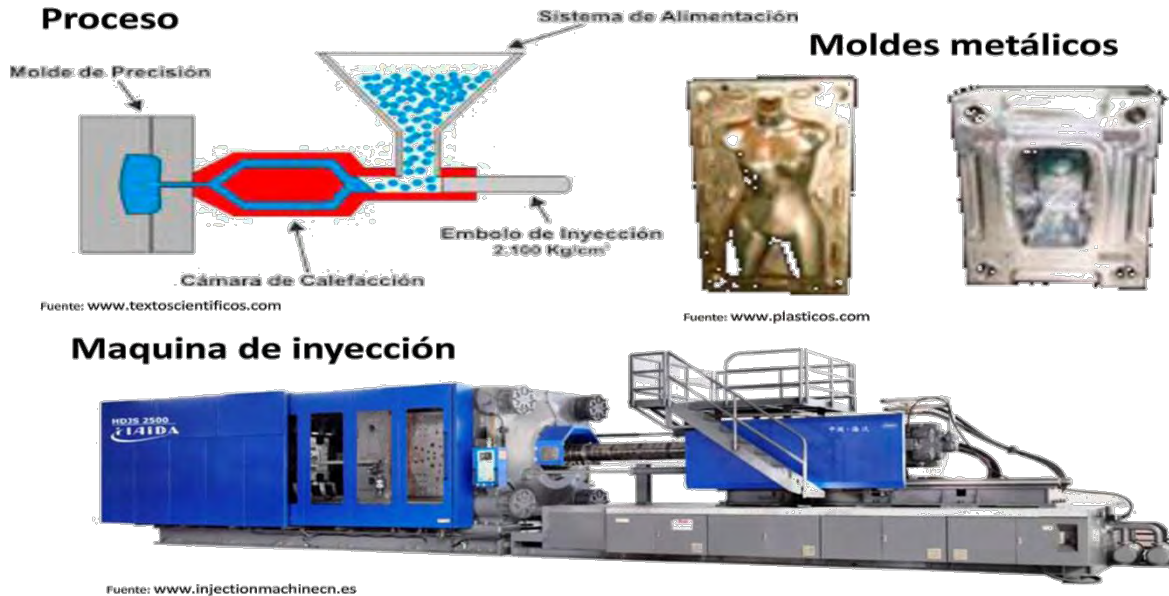 Proceso
Sistema de Alimentación
Molde de Precisión
Embolo de Inyección
2.100 Kg/cm²
Cámara de Calefacción
Fuente: www.textoscientificos.com
Moldes metálicos
Fuente: www.plasticos.com
Maquina de inyección
HDJS 2500
HAIDA
Fuente: www.injectionmachinecn.es